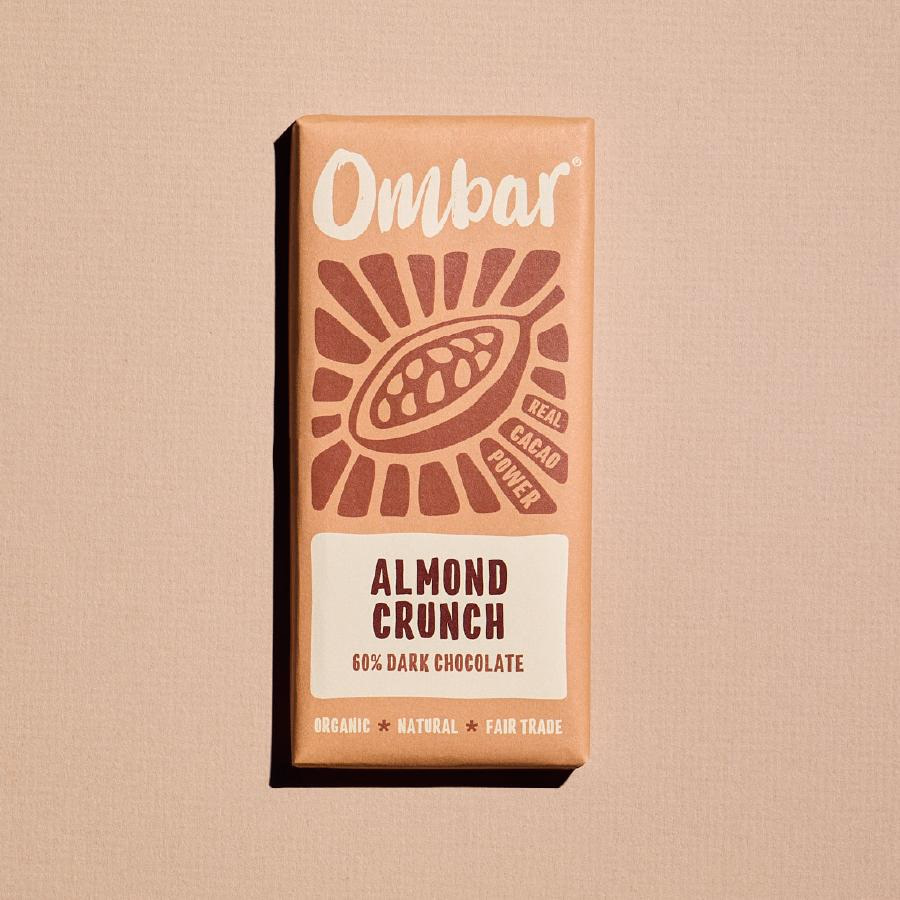 Ombar®
REAL
CACAO
POWER
ALMOND
CRUNCH
60% DARK CHOCOLATE
ORGANIC * NATURAL * FAIR TRADE